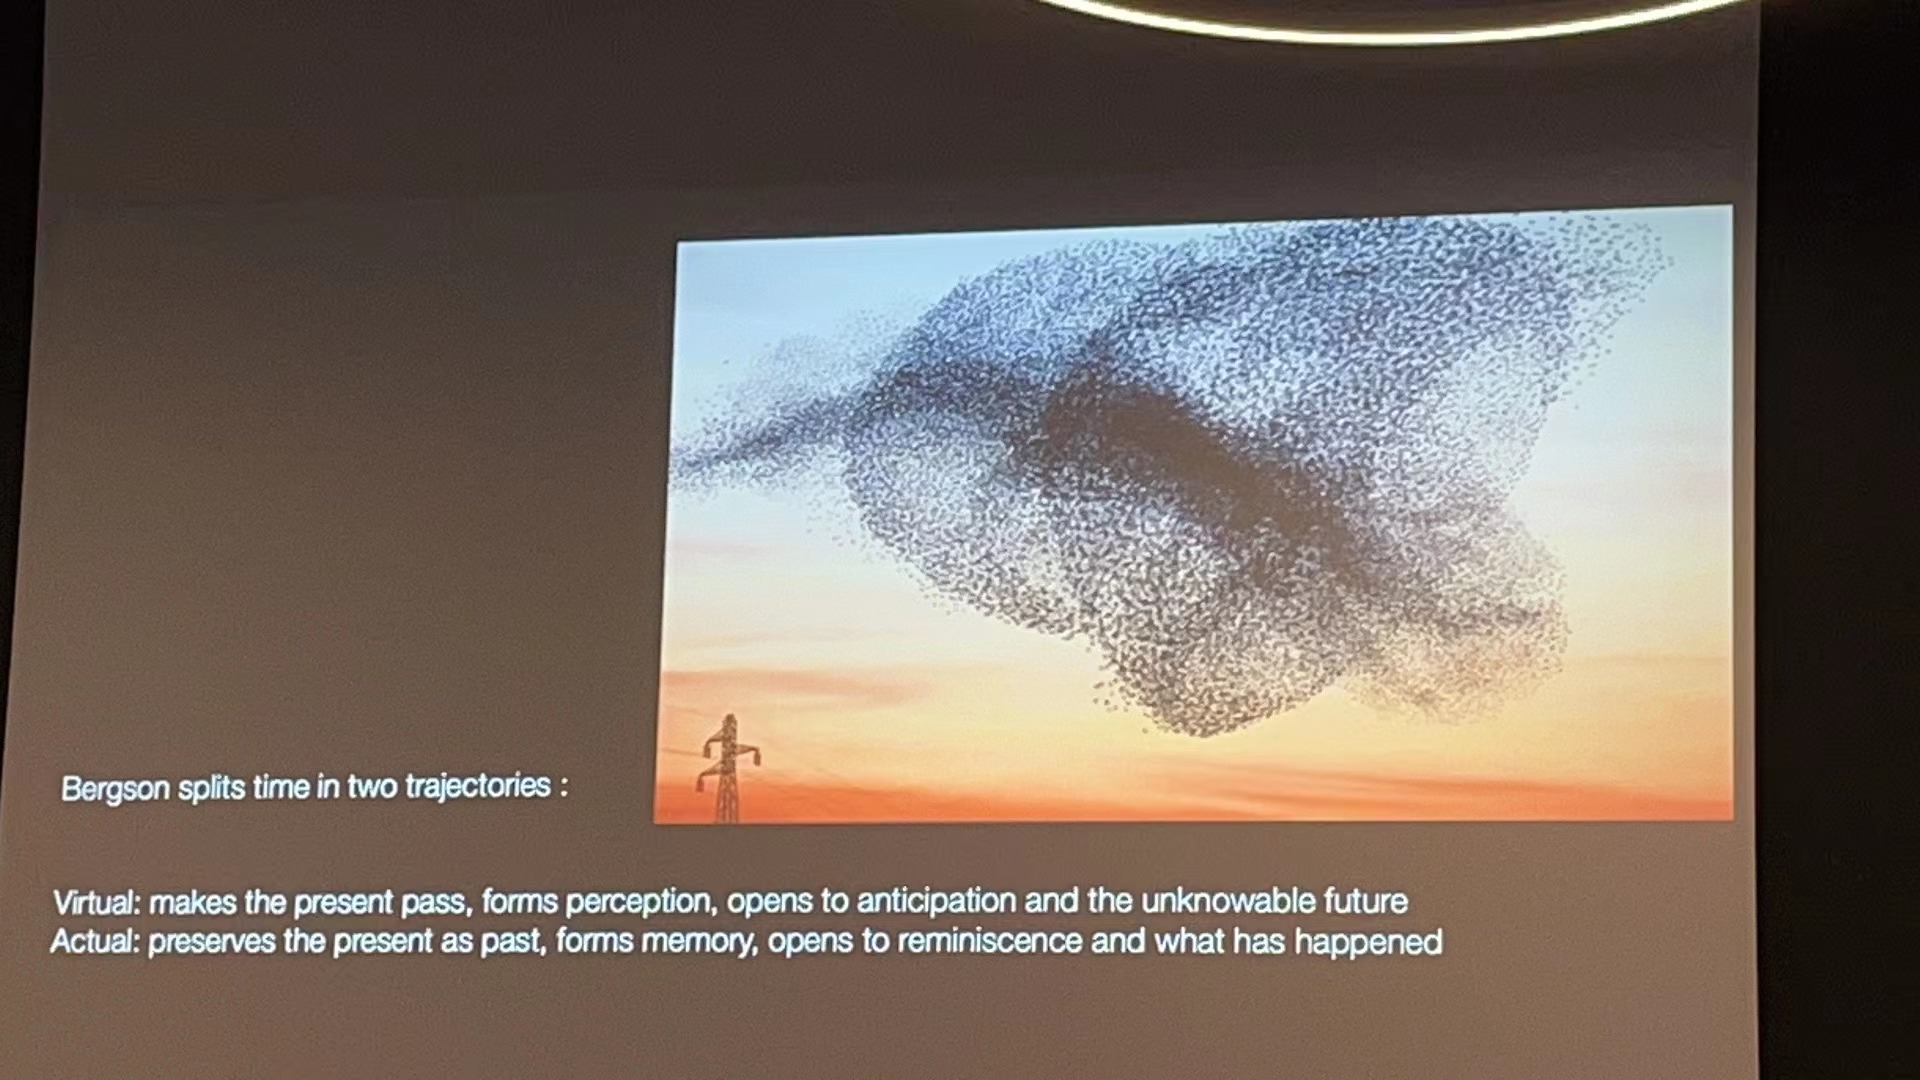 Bergson splits time in two trajectories :
Virtual: makes the present pass, forms perception, opens to anticipation and the unknowable future
Actual: preserves the present as past, forms memory, opens to reminiscence and what has happened